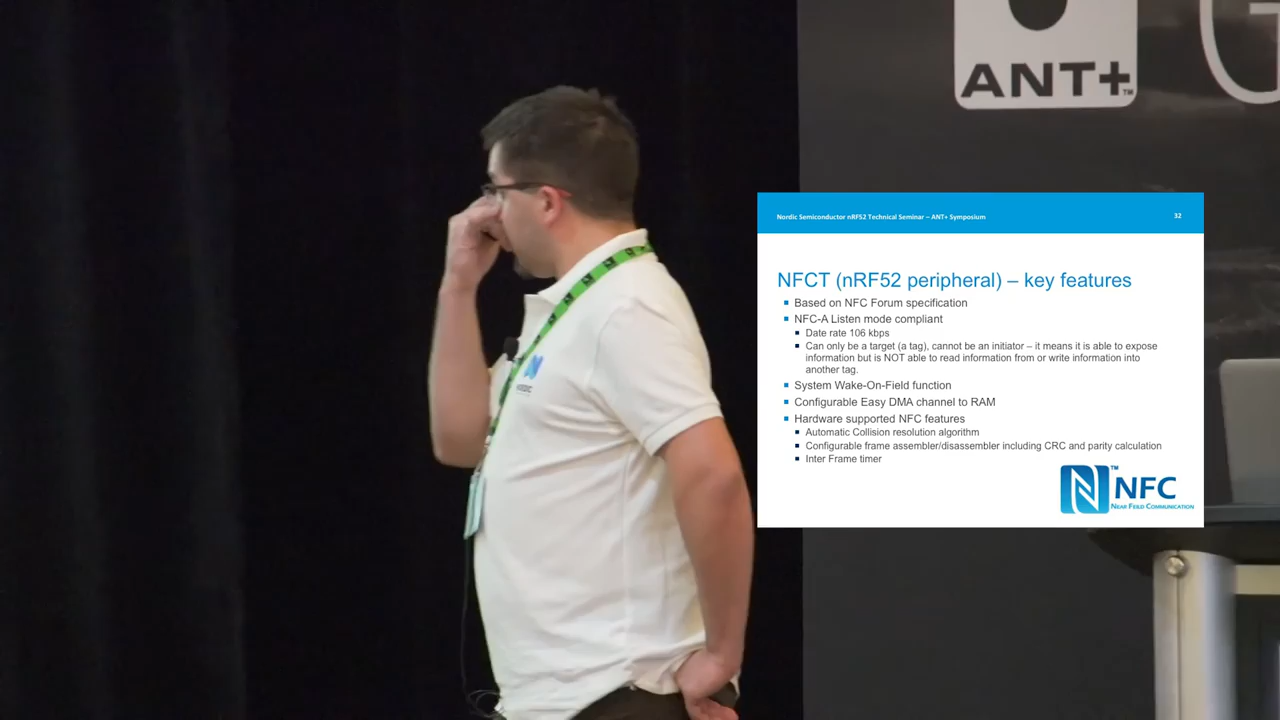 ANT+
TM
G
NORDIC
Nordic Semiconductor nRF52 Technical Seminar – ANT+ Symposium
32
NFCT (nRF52 peripheral) – key features
Based on NFC Forum specification
NFC-A Listen mode compliant
Date rate 106 kbps
Can only be a target (a tag), cannot be an initiator – it means it is able to expose
information but is NOT able to read information from or write information into
another tag.
System Wake-On-Field function
Configurable Easy DMA channel to RAM
Hardware supported NFC features
Automatic Collision resolution algorithm
Configurable frame assembler/disassembler including CRC and parity calculation
Inter Frame timer
TM
NFC
NEAR FEILD COMMUNICATION